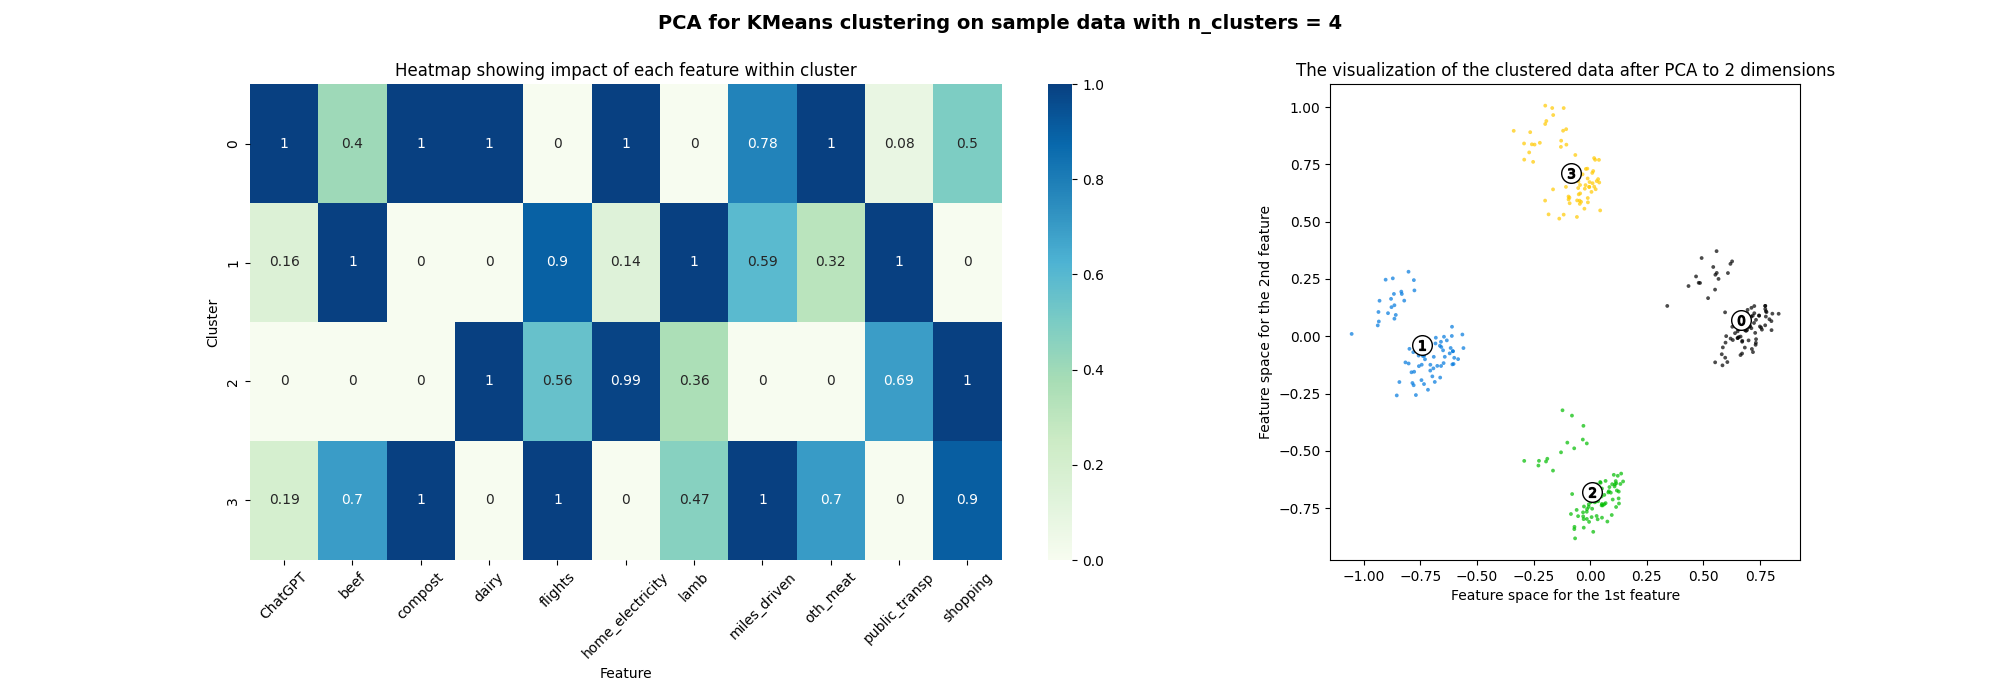 PCA for KMeans clustering on sample data with n_clusters = 4
Heatmap showing impact of each feature within cluster
Cluster
0
1
2
3
1 0.4 1 1 0 1 0 0.78 1 0.08 0.5
0.16 1 0 0 0.9 0.14 1 0.59 0.32 1 0
0 0 0 1 0.56 0.99 0.36 0 0 0.69 1
0.19 0.7 1 0 1 0 0.47 1 0.7 0 0.9
ChatGPT beef compost dairy flights home_electricity lamb miles_driven oth_meat public_transp shopping
Feature
1.0
0.8
0.6
0.4
0.2
0.0
The visualization of the clustered data after PCA to 2 dimensions
Feature space for the 2nd feature
1.00
0.75
0.50
0.25
0.00
−0.25
−0.50
−0.75
3
0
1
2
−1.00 −0.75 −0.50 −0.25 0.00 0.25 0.50 0.75
Feature space for the 1st feature